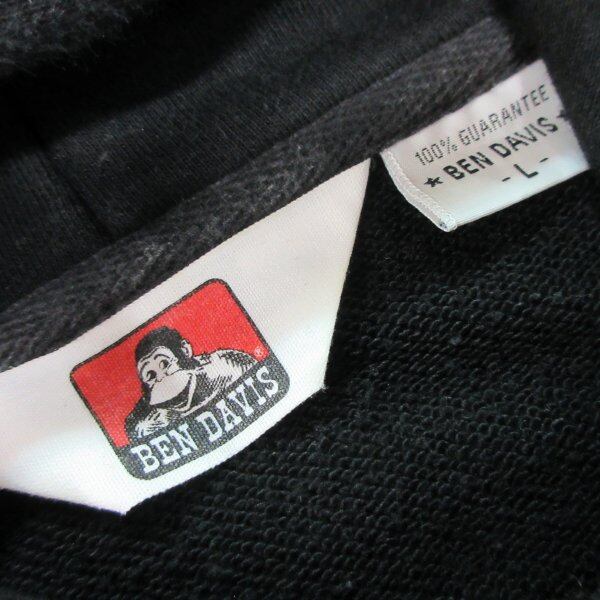 100% GUARANTEE
★ BEN DAVIS ★
- L -
®
BEN DAVIS